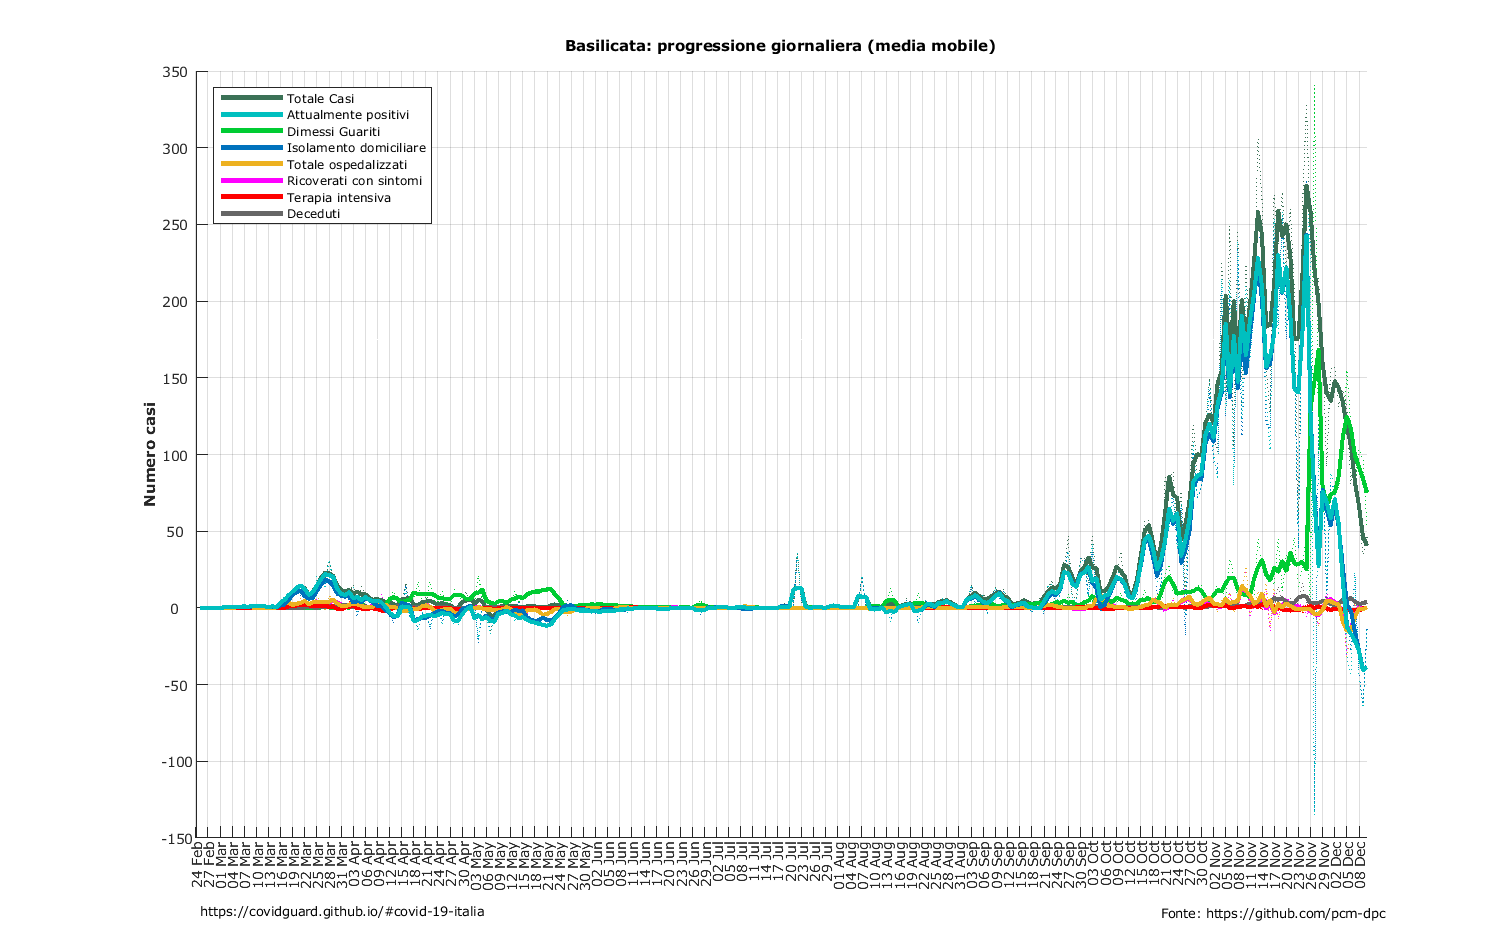 Basilicata: progressione giornaliera (media mobile)
350
300
250
200
150
100
50
0
-50
-100
-150
Numero casi
Totale Casi
Attualmente positivi
Dimessi Guariti
Isolamento domiciliare
Totale ospedalizzati
Ricoverati con sintomi
Terapia intensiva
Deceduti
24 Feb
27 Feb
01 Mar
04 Mar
07 Mar
10 Mar
13 Mar
16 Mar
19 Mar
22 Mar
25 Mar
28 Mar
31 Mar
03 Apr
06 Apr
09 Apr
12 Apr
15 Apr
18 Apr
21 Apr
24 Apr
27 Apr
30 Apr
03 May
06 May
09 May
12 May
15 May
18 May
21 May
24 May
27 May
30 May
02 Jun
05 Jun
08 Jun
11 Jun
14 Jun
17 Jun
20 Jun
23 Jun
26 Jun
29 Jun
02 Jul
05 Jul
08 Jul
11 Jul
14 Jul
17 Jul
20 Jul
23 Jul
26 Jul
29 Jul
01 Aug
04 Aug
07 Aug
10 Aug
13 Aug
16 Aug
19 Aug
22 Aug
25 Aug
28 Aug
31 Aug
03 Sep
06 Sep
09 Sep
12 Sep
15 Sep
18 Sep
21 Sep
24 Sep
27 Sep
30 Sep
03 Oct
06 Oct
09 Oct
12 Oct
15 Oct
18 Oct
21 Oct
24 Oct
27 Oct
30 Oct
02 Nov
05 Nov
08 Nov
11 Nov
14 Nov
17 Nov
20 Nov
23 Nov
26 Nov
29 Nov
02 Dec
05 Dec
08 Dec
https://covidguard.github.io/#covid-19-italia
Fonte: https://github.com/pcm-dpc